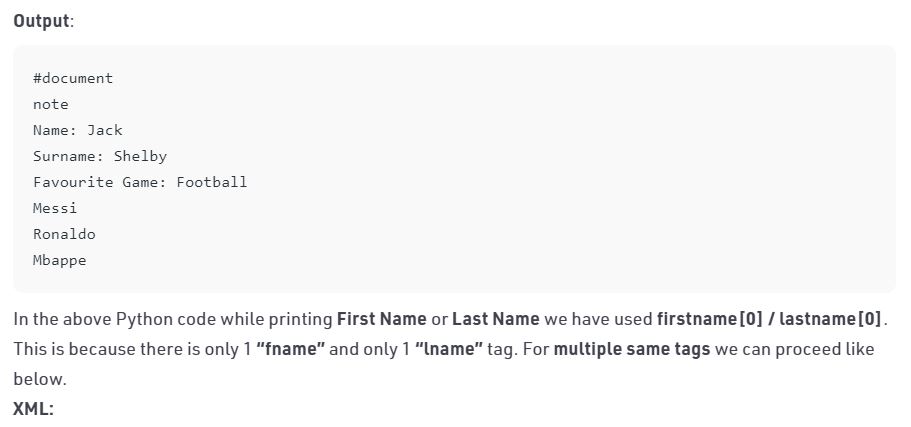 Output:
#document
note
Name: Jack
Surname: Shelby
Favourite Game: Football
Messi
Ronaldo
Mbappe
In the above Python code while printing First Name or Last Name we have used firstname[0] / lastname[0].
This is because there is only 1 “fname” and only 1 “lname” tag. For multiple same tags we can proceed like
below.
XML: